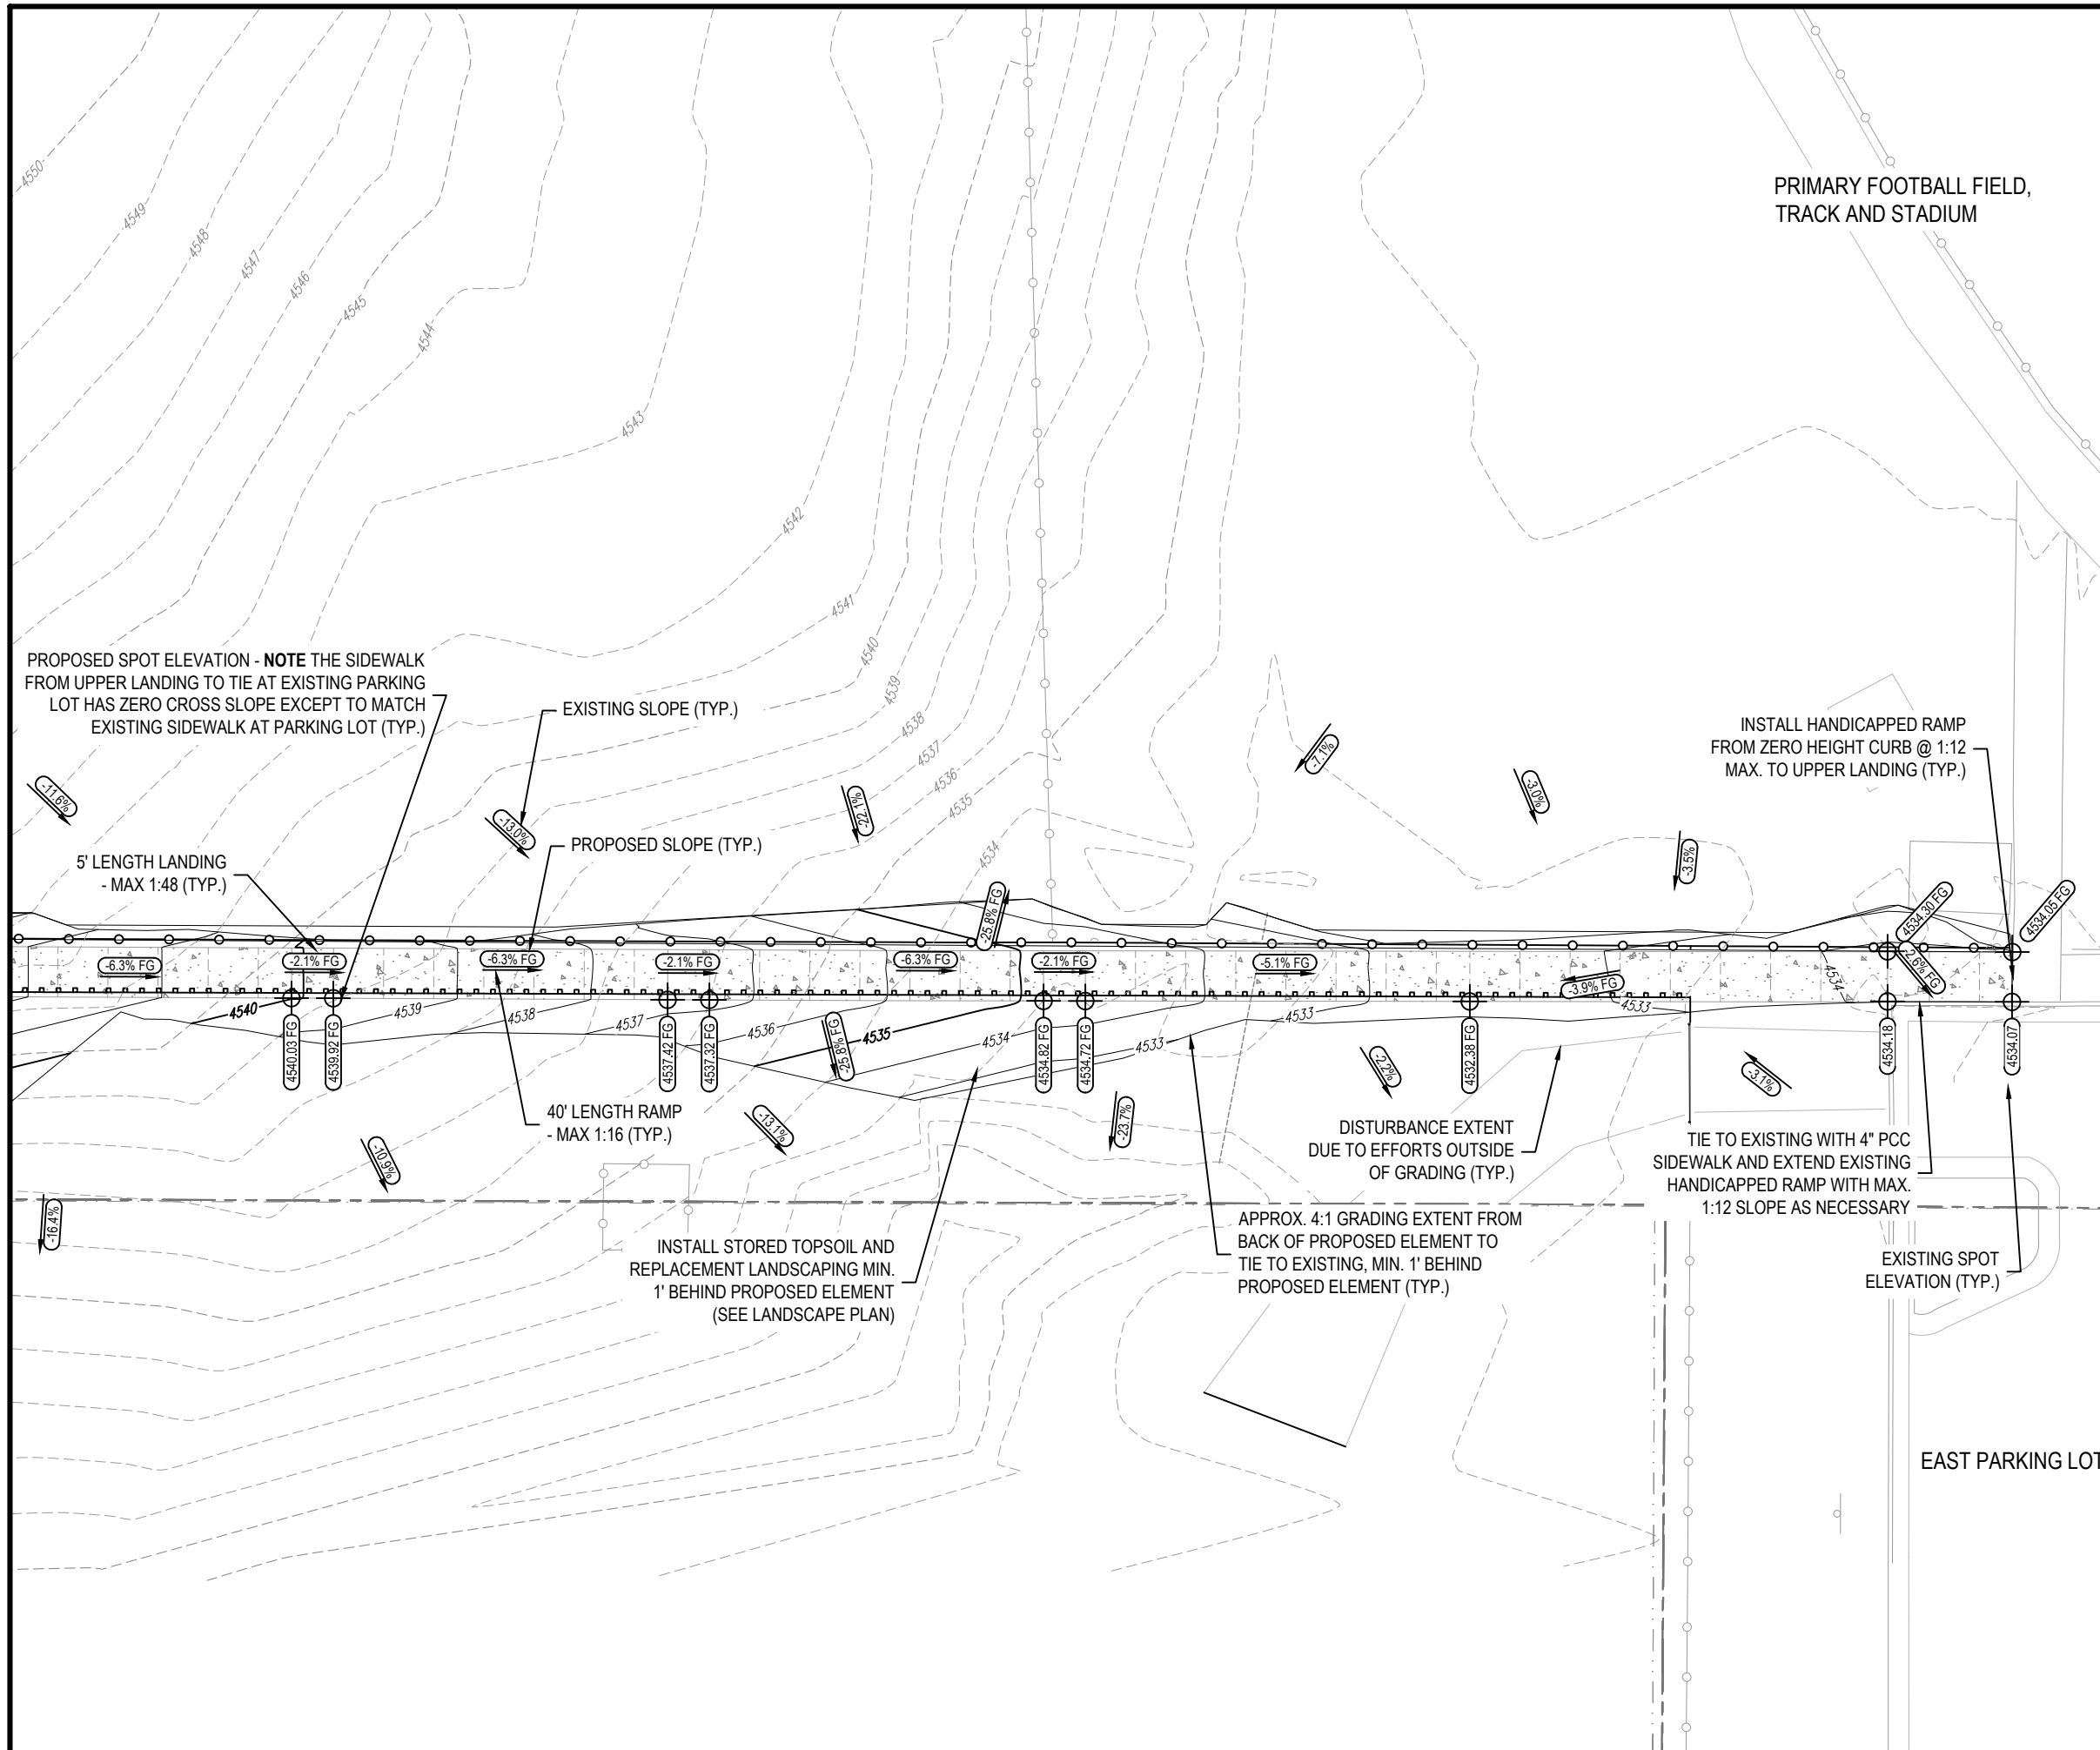 4550
4549
4548
4547
4546
4545
4544
4543
4542
4541
4540
4539
4538
4537
4536
4535
4534
PRIMARY FOOTBALL FIELD,
TRACK AND STADIUM
PROPOSED SPOT ELEVATION - NOTE THE SIDEWALK
FROM UPPER LANDING TO TIE AT EXISTING PARKING
LOT HAS ZERO CROSS SLOPE EXCEPT TO MATCH
EXISTING SIDEWALK AT PARKING LOT (TYP.)
EXISTING SLOPE (TYP.)
INSTALL HANDICAPPED RAMP
FROM ZERO HEIGHT CURB @ 1:12
MAX. TO UPPER LANDING (TYP.)
-11.6%
-13.0%
-22.1%
-7.1%
-3.0%
-3.5%
PROPOSED SLOPE (TYP.)
5' LENGTH LANDING
- MAX 1:48 (TYP.)
-25.8% FG
4534.30 FG
4534.05 FG
-6.3% FG
-2.1% FG
-6.3% FG
-2.1% FG
-6.3% FG
-2.1% FG
-5.1% FG
-3.9% FG
-2.6% FG
4534
4540
4539
4538
4537
4536
4535
4534
4533
4533
4533
4540.03 FG
4539.92 FG
4537.42 FG
4537.32 FG
-25.8% FG
4534.82 FG
4534.72 FG
4532.38 FG
4534.18
4534.07
-2.2%
-3.1%
40' LENGTH RAMP
- MAX 1:16 (TYP.)
-10.9%
-13.1%
-23.7%
-16.4%
DISTURBANCE EXTENT
DUE TO EFFORTS OUTSIDE
OF GRADING (TYP.)
TIE TO EXISTING WITH 4" PCC
SIDEWALK AND EXTEND EXISTING
HANDICAPPED RAMP WITH MAX.
1:12 SLOPE AS NECESSARY
INSTALL STORED TOPSOIL AND
REPLACEMENT LANDSCAPING MIN.
1' BEHIND PROPOSED ELEMENT
(SEE LANDSCAPE PLAN)
APPROX. 4:1 GRADING EXTENT FROM
BACK OF PROPOSED ELEMENT TO
TIE TO EXISTING, MIN. 1' BEHIND
PROPOSED ELEMENT (TYP.)
EXISTING SPOT
ELEVATION (TYP.)
EAST PARKING LOT